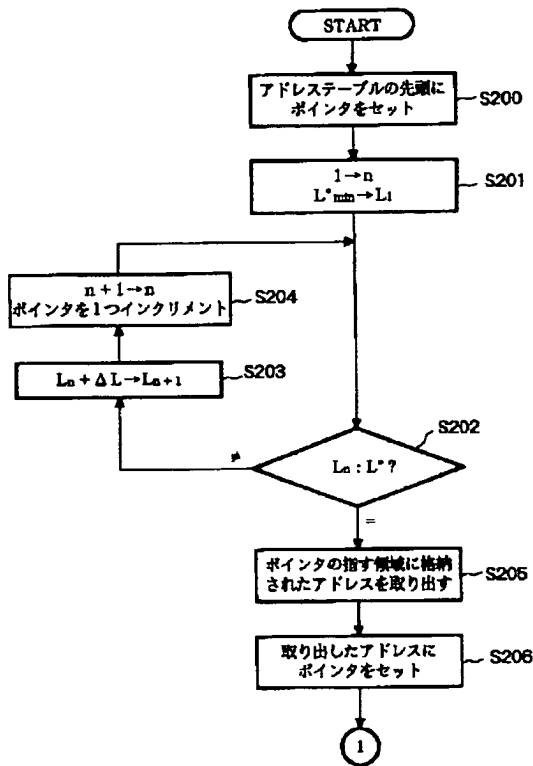 START
アドレステーブルの先頭に
ポインタをセット
S200
1→n
L*min→L1
S201
n+1→n
ポインタを1つインクリメント
S204
Ln+ΔL→Ln+1
S203
S202
≠
Ln:L*?
=
ポインタの指す領域に格納
されたアドレスを取り出す
S205
取り出したアドレスに
ポインタをセット
S206
1